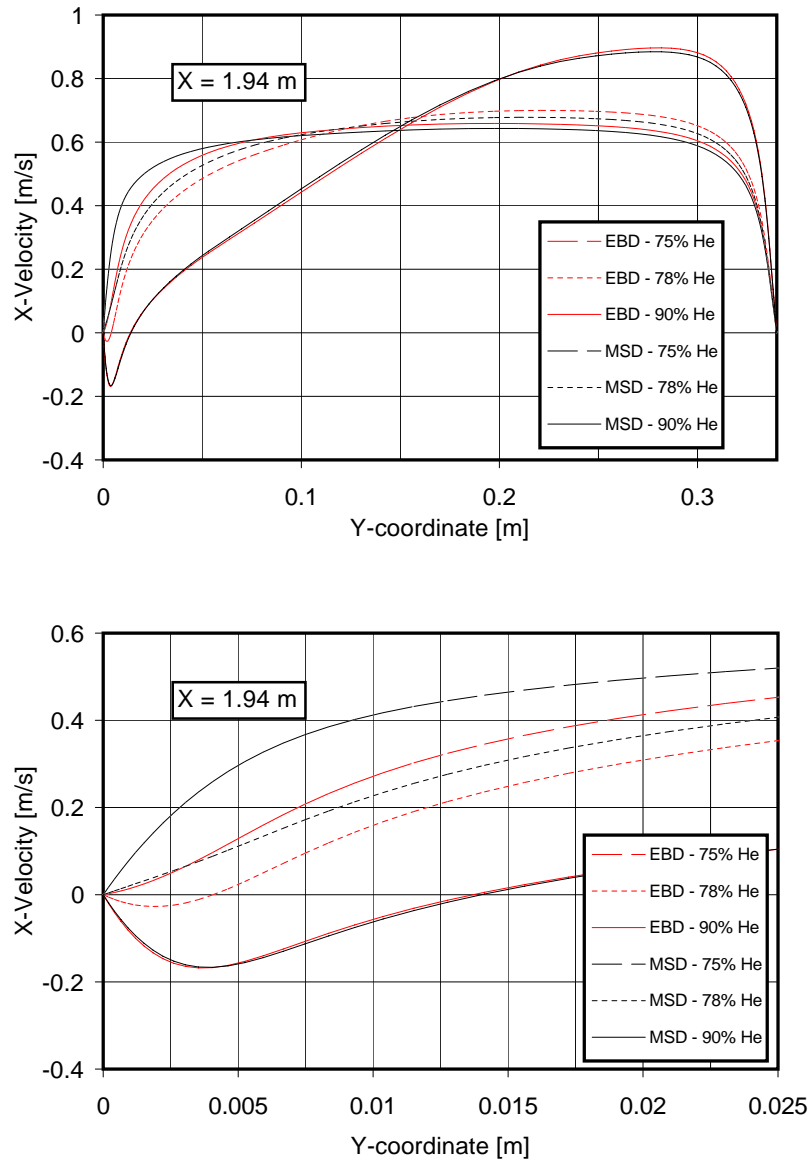 1
0.8
0.6
0.4
0.2
0
-0.2
-0.4
X-Velocity [m/s]
X = 1.94 m
EBD - 75% He
EBD - 78% He
EBD - 90% He
MSD - 75% He
MSD - 78% He
MSD - 90% He
0 0.1 0.2 0.3
Y-coordinate [m]
0.6
0.4
0.2
0
-0.2
-0.4
X-Velocity [m/s]
X = 1.94 m
EBD - 75% He
EBD - 78% He
EBD - 90% He
MSD - 75% He
MSD - 78% He
MSD - 90% He
0 0.005 0.01 0.015 0.02 0.025
Y-coordinate [m]